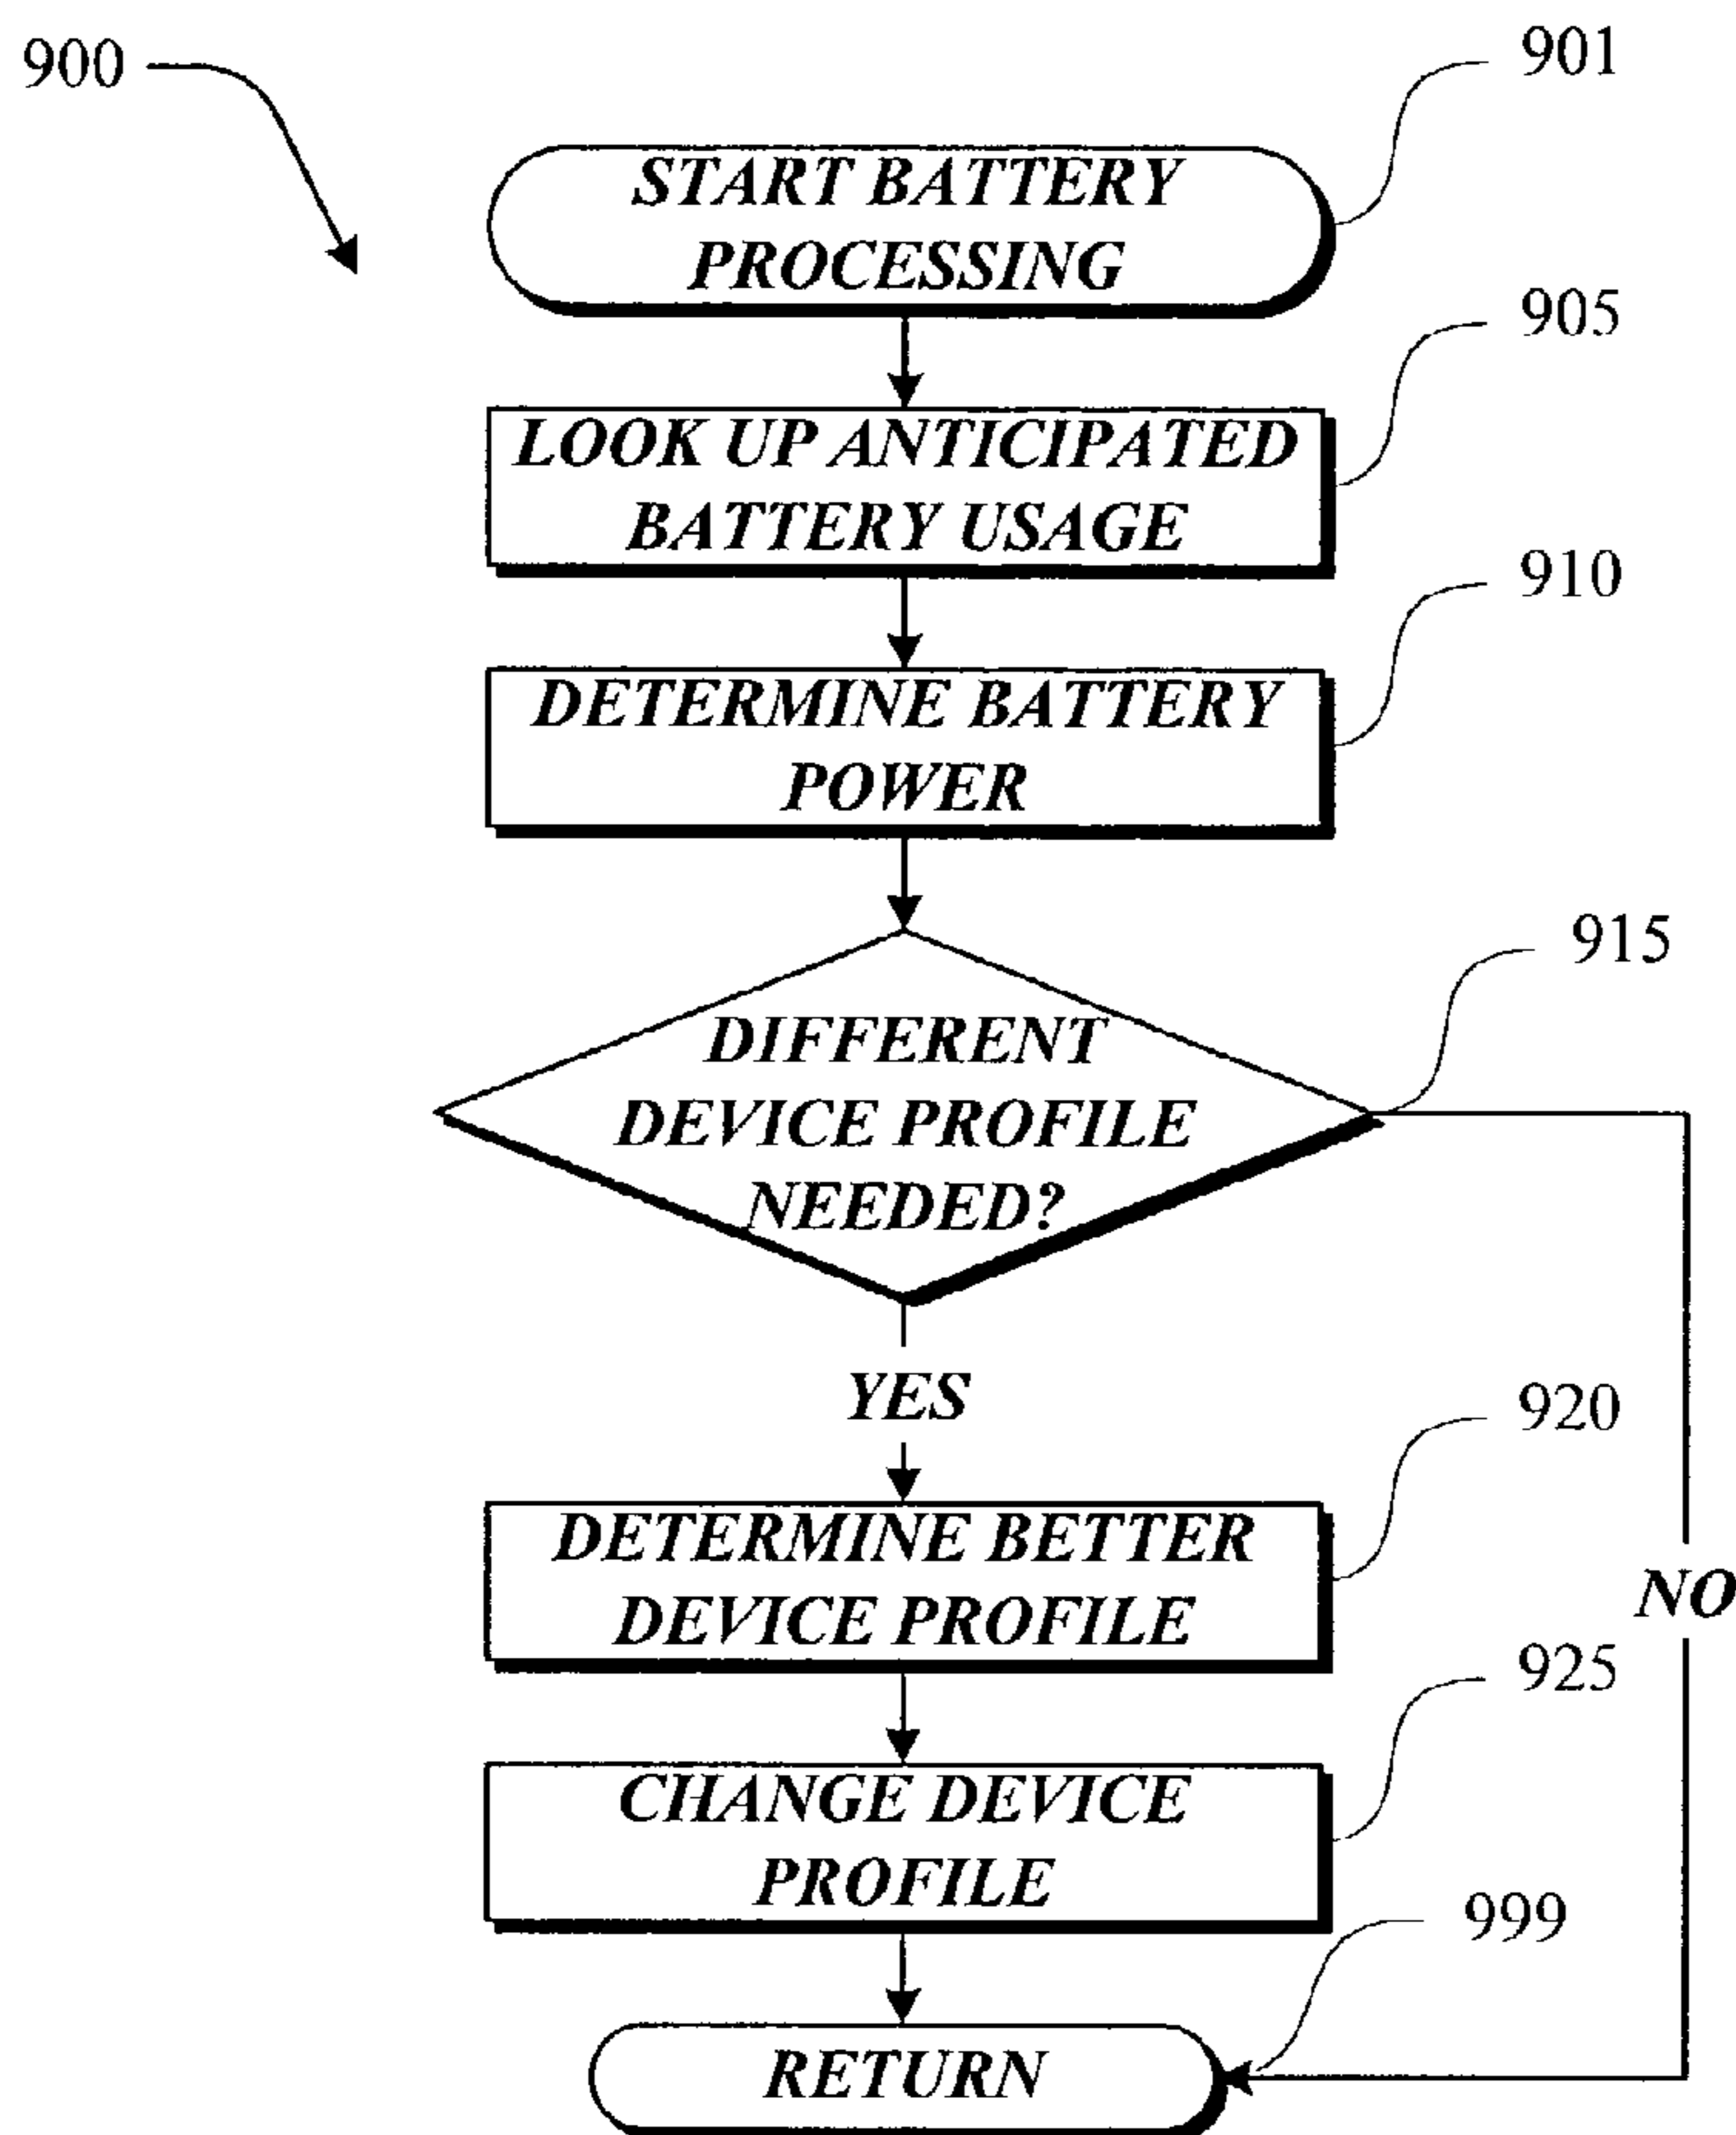 900
901
START BATTERY
PROCESSING
905
LOOK UP ANTICIPATED
BATTERY USAGE
910
DETERMINE BATTERY
POWER
915
DIFFERENT
DEVICE PROFILE
NEEDED?
YES
920
DETERMINE BETTER
DEVICE PROFILE
NO
925
CHANGE DEVICE
PROFILE
999
RETURN